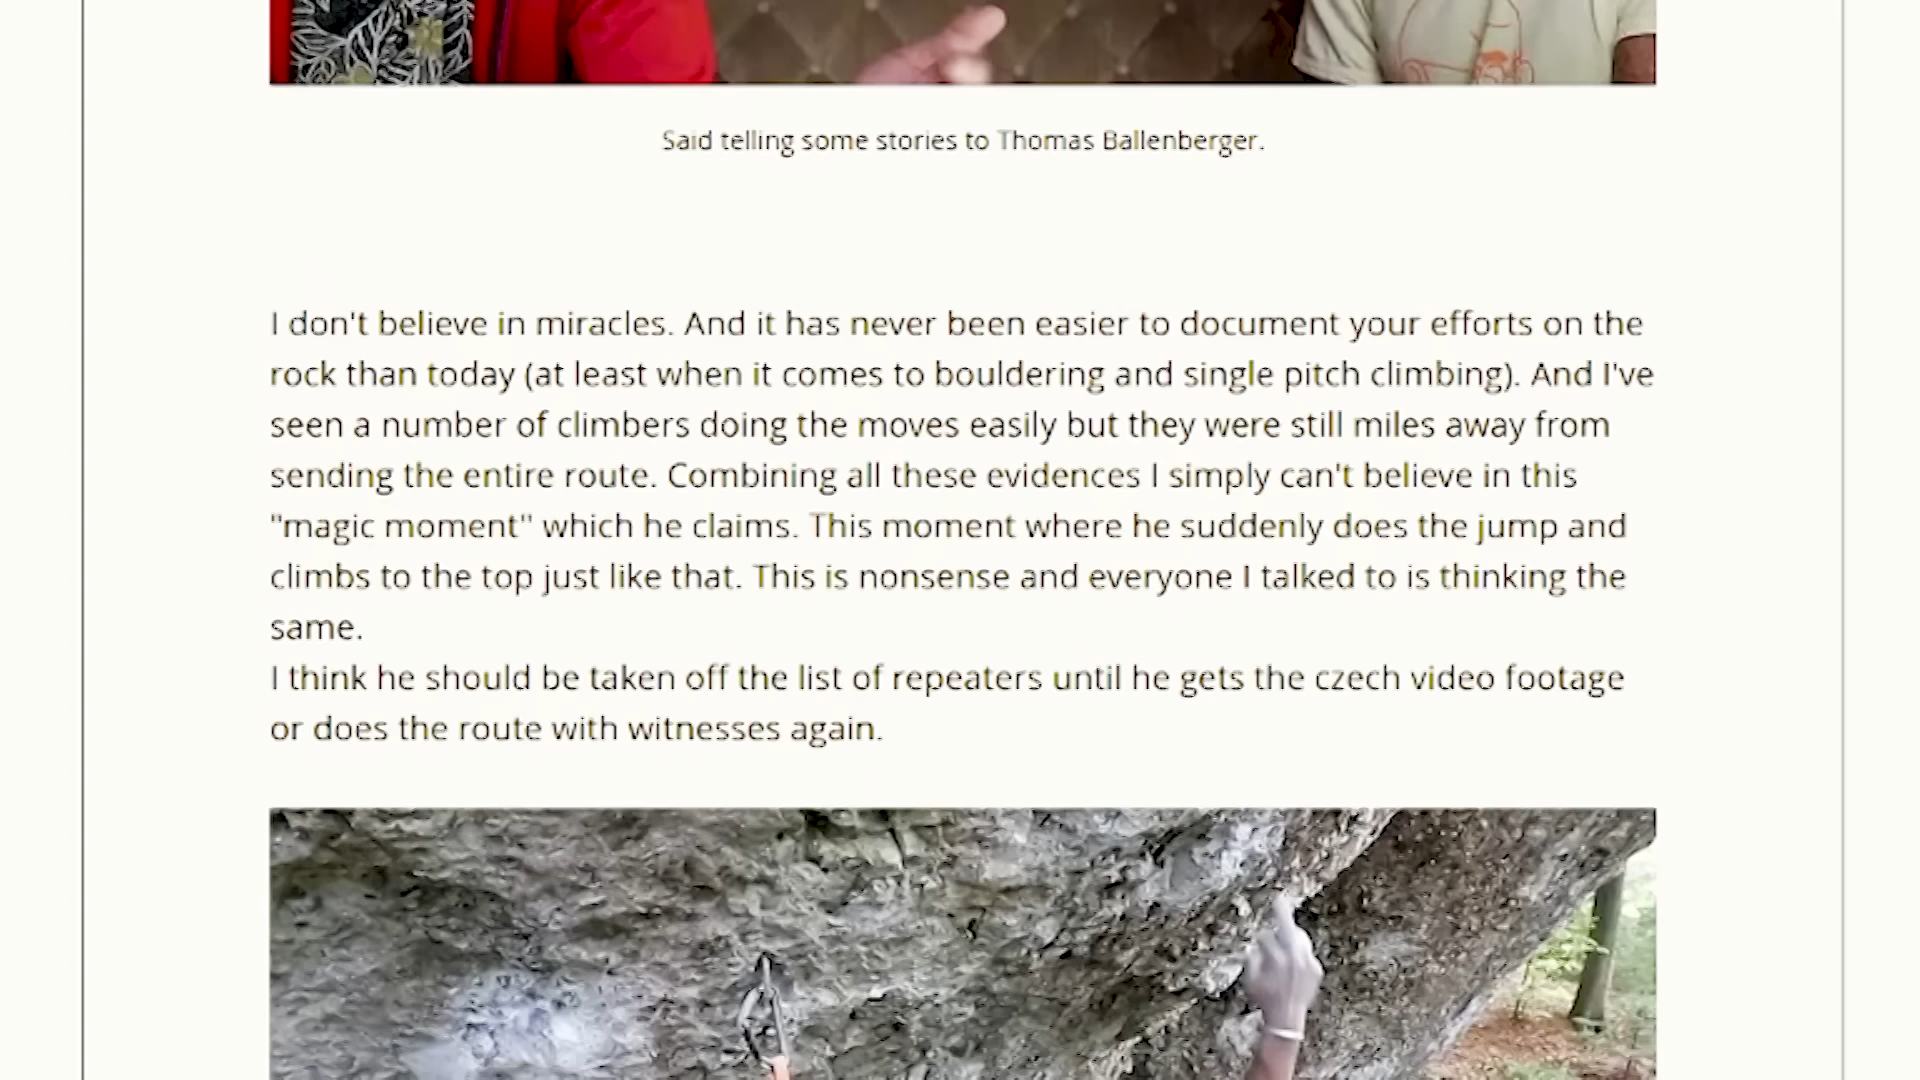 Said telling some stories to Thomas Ballenberger.
I don't believe in miracles. And it has never been easier to document your efforts on the
rock than today (at least when it comes to bouldering and single pitch climbing). And I've
seen a number of climbers doing the moves easily but they were still miles away from
sending the entire route. Combining all these evidences I simply can't believe in this
"magic moment" which he claims. This moment where he suddenly does the jump and
climbs to the top just like that. This is nonsense and everyone I talked to is thinking the
same.
I think he should be taken off the list of repeaters until he gets the czech video footage
or does the route with witnesses again.